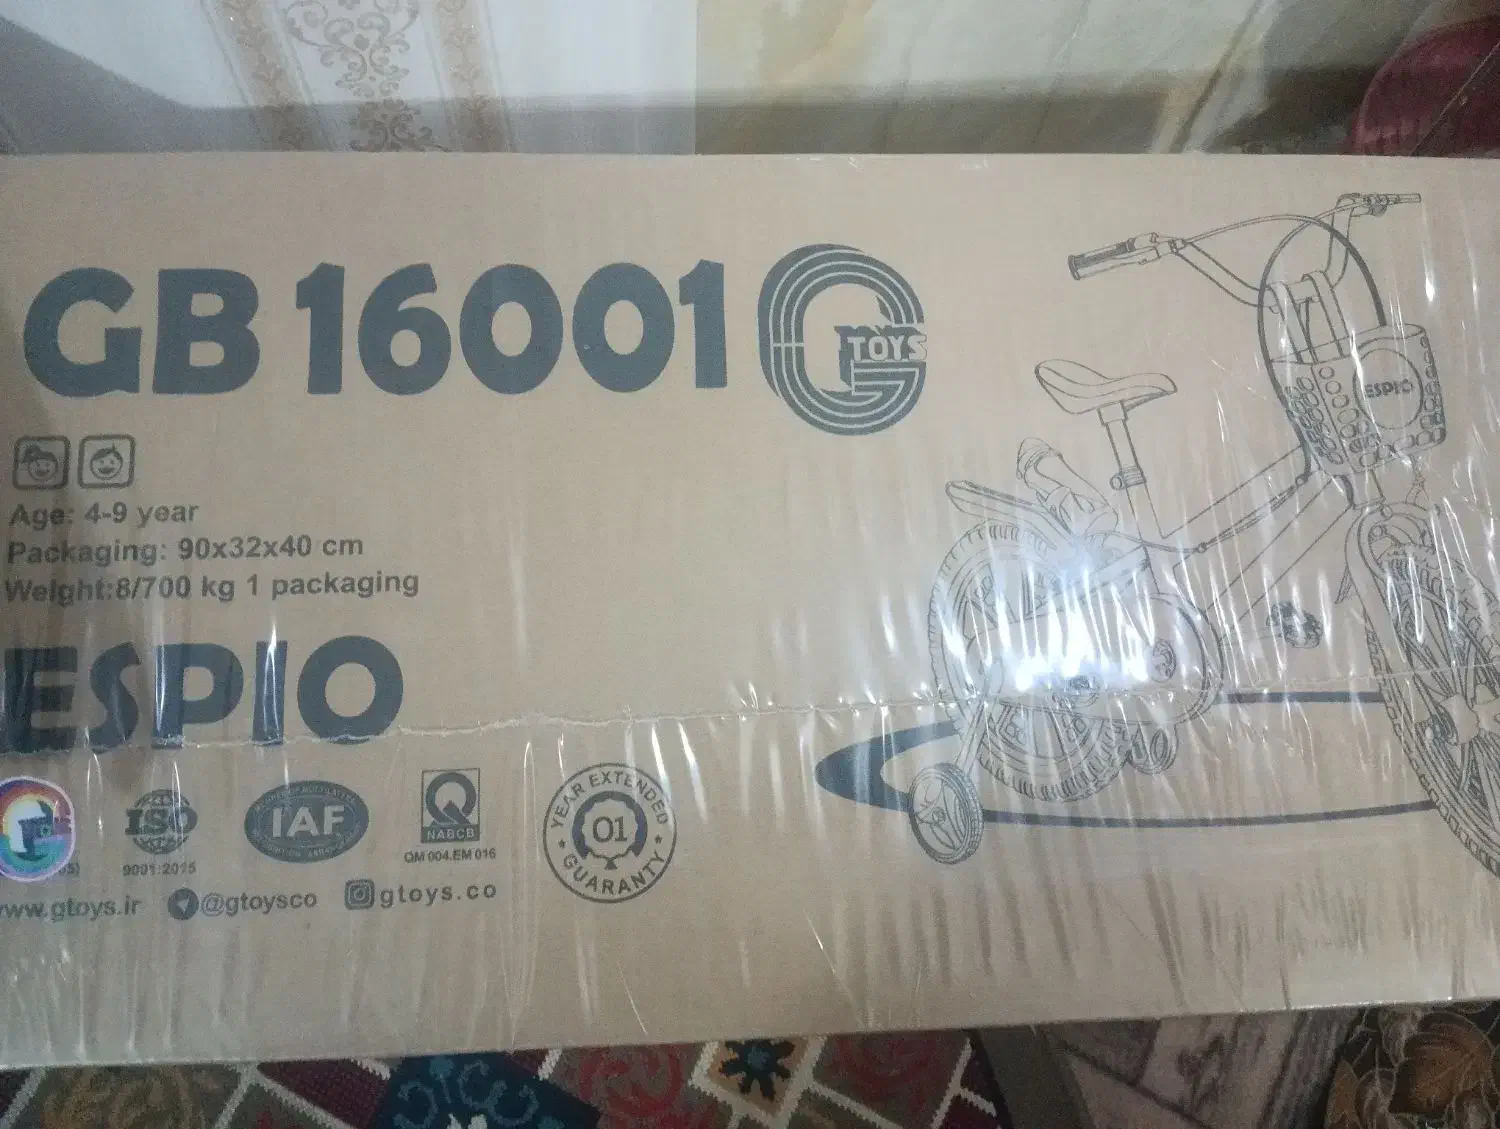 GB 16001
G TOYS
ESPIO
Age: 4-9 year
Packaging: 90x32x40 cm
Weight:8/700 kg 1 packaging
ESPIO
ISO
9001:2015
IAF
NABCB
QM 004.EM 016
YEAR EXTENDED
01
GUARANTY
www.gtoys.ir @gtoysco gtoys.co